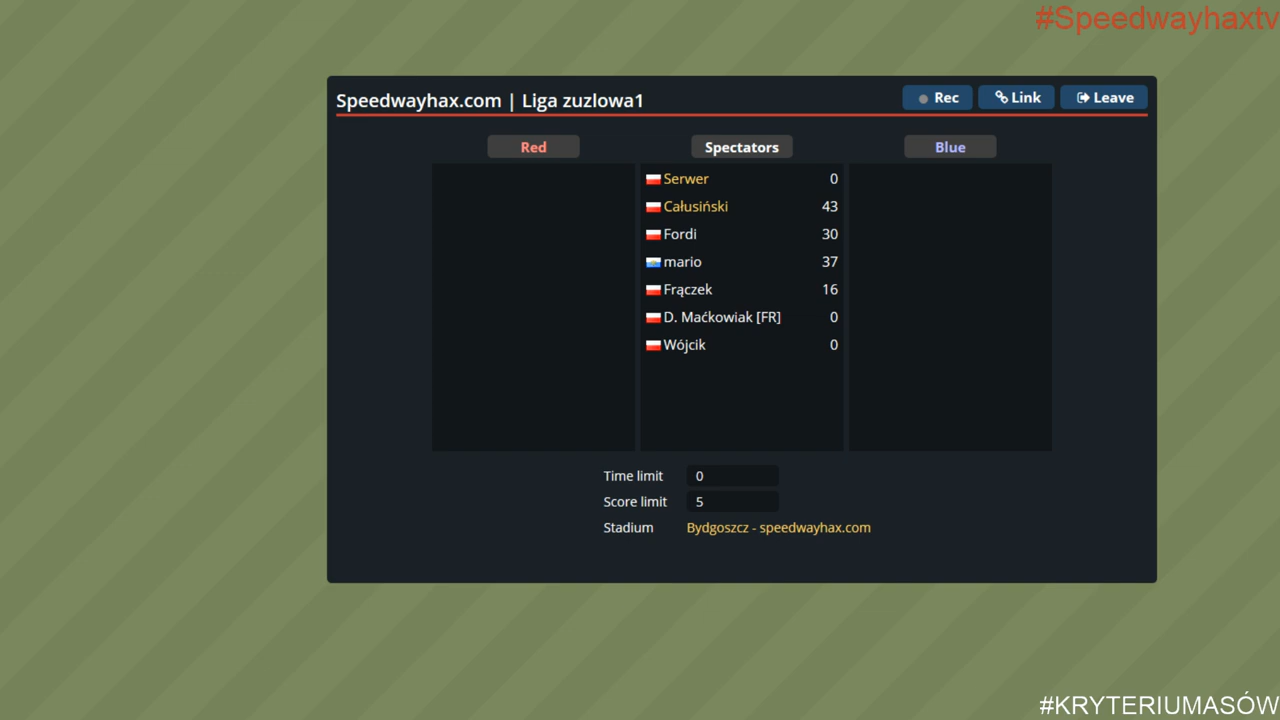 #Speedwayhaxtv
Speedwayhax.com | Liga zuzlowa1
Rec
Link
Leave
Red
Spectators
Blue
Serwer 0
Całusiński 43
Fordi 30
mario 37
Frączek 16
D. Maćkowiak [FR] 0
Wójcik 0
Time limit 0
Score limit 5
Stadium Bydgoszcz - speedwayhax.com
#KRYTERIUMASÓW